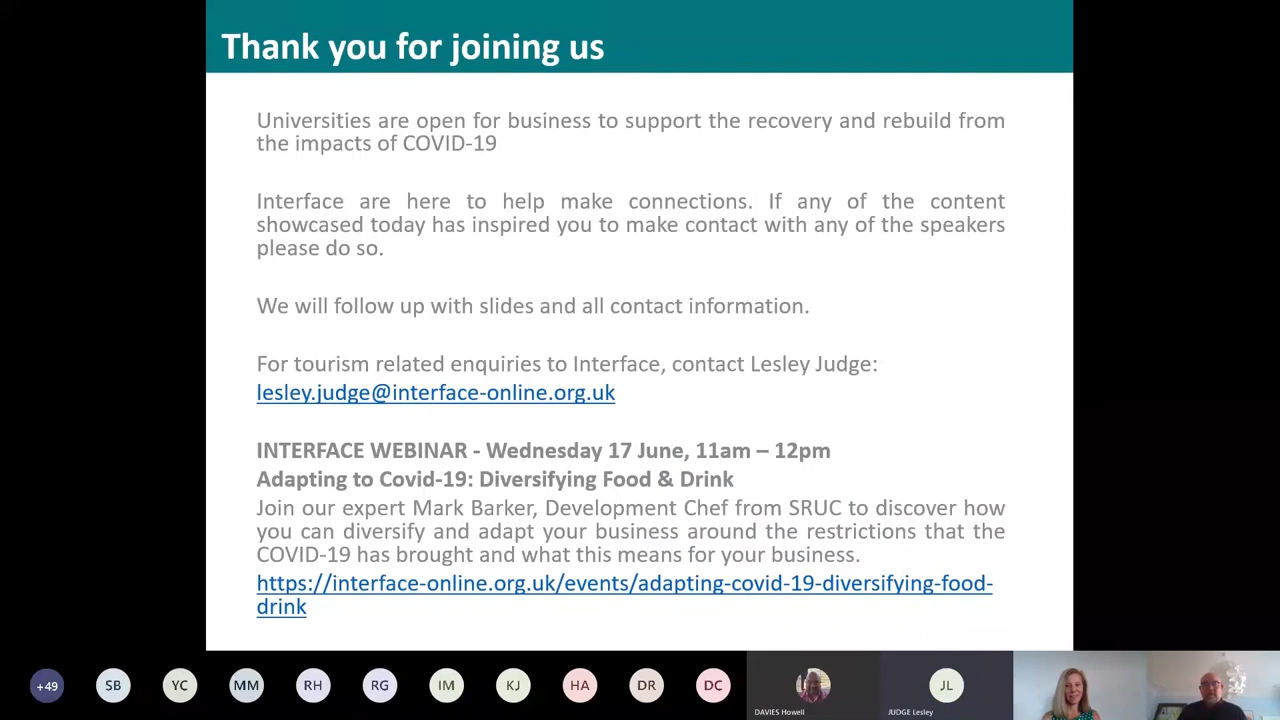 Thank you for joining us
Universities are open for business to support the recovery and rebuild from
the impacts of COVID-19
Interface are here to help make connections. If any of the content
showcased today has inspired you to make contact with any of the speakers
please do so.
We will follow up with slides and all contact information.
For tourism related enquiries to Interface, contact Lesley Judge:
lesley.judge@interface-online.org.uk
INTERFACE WEBINAR - Wednesday 17 June, 11am – 12pm
Adapting to Covid-19: Diversifying Food & Drink
Join our expert Mark Barker, Development Chef from SRUC to discover how
you can diversify and adapt your business around the restrictions that the
COVID-19 has brought and what this means for your business.
https://interface-online.org.uk/events/adapting-covid-19-diversifying-food-
drink
+49 SB YC MM RH RG IM KJ HA DR DC JL
DAVIES Howell JUDGE Lesley